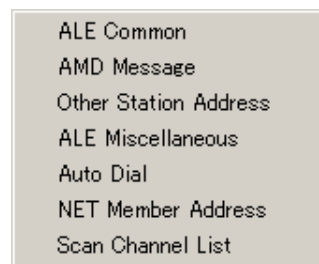 ALE Common
AMD Message
Other Station Address
ALE Miscellaneous
Auto Dial
NET Member Address
Scan Channel List